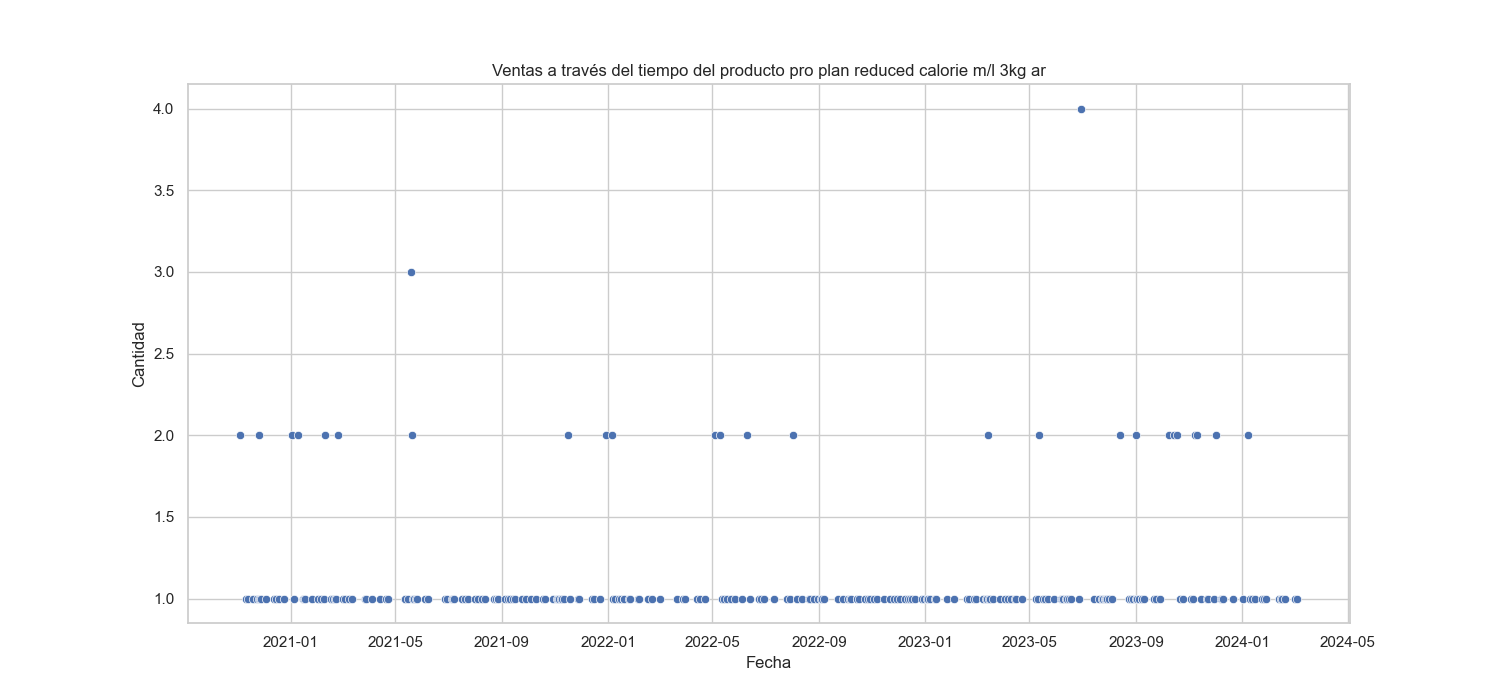 Ventas a través del tiempo del producto pro plan reduced calorie m/l 3kg ar
4.0
3.5
3.0
2.5
2.0
1.5
1.0
Cantidad
2021-01 2021-05 2021-09 2022-01 2022-05 2022-09 2023-01 2023-05 2023-09 2024-01 2024-05
Fecha